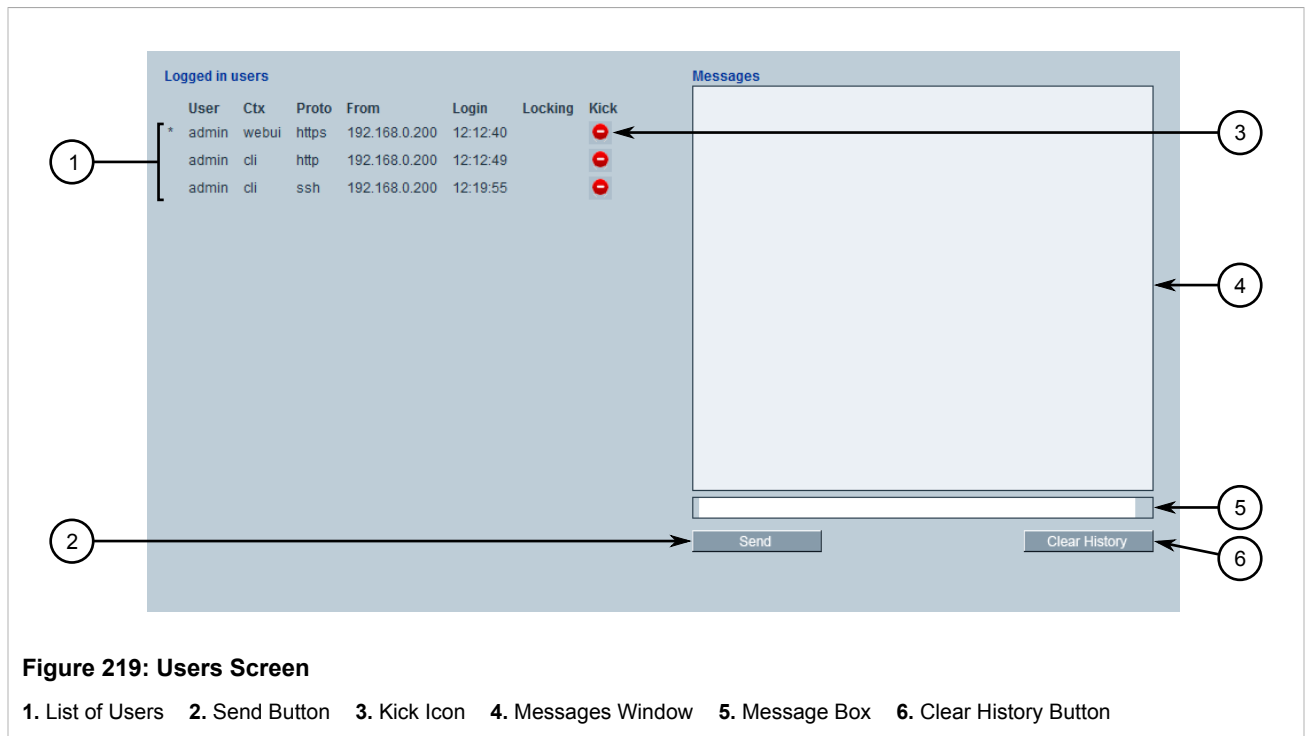 Logged in users
User Ctx Proto From Login Locking Kick
* admin webui https 192.168.0.200 12:12:40
admin cli http 192.168.0.200 12:12:49
admin cli ssh 192.168.0.200 12:19:55
Messages
1
3
4
5
2
Send
Clear History
6
Figure 219: Users Screen
1. List of Users 2. Send Button 3. Kick Icon 4. Messages Window 5. Message Box 6. Clear History Button